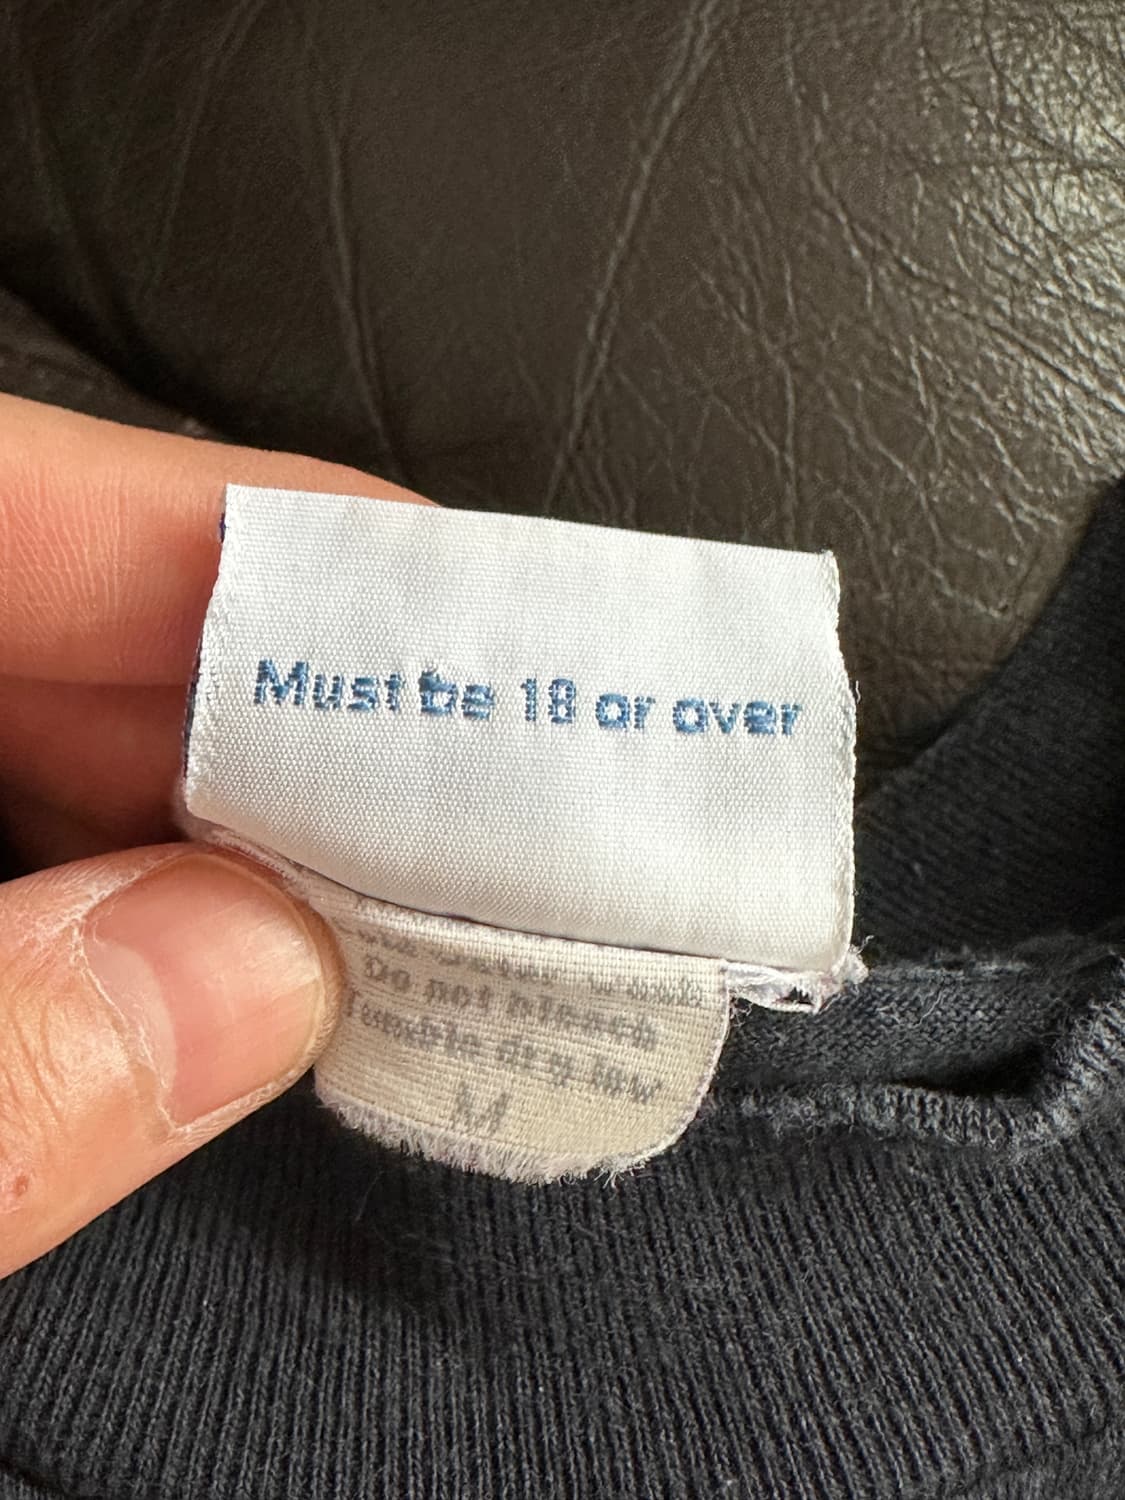 Must be 18 or over
Do not bleach
Tumble dry low
M